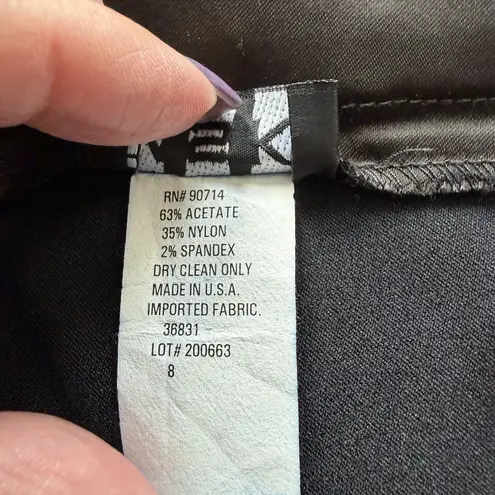 RN# 90714
63% ACETATE
35% NYLON
2% SPANDEX
DRY CLEAN ONLY
MADE IN U.S.A.
IMPORTED FABRIC.
36831
LOT# 200663
8